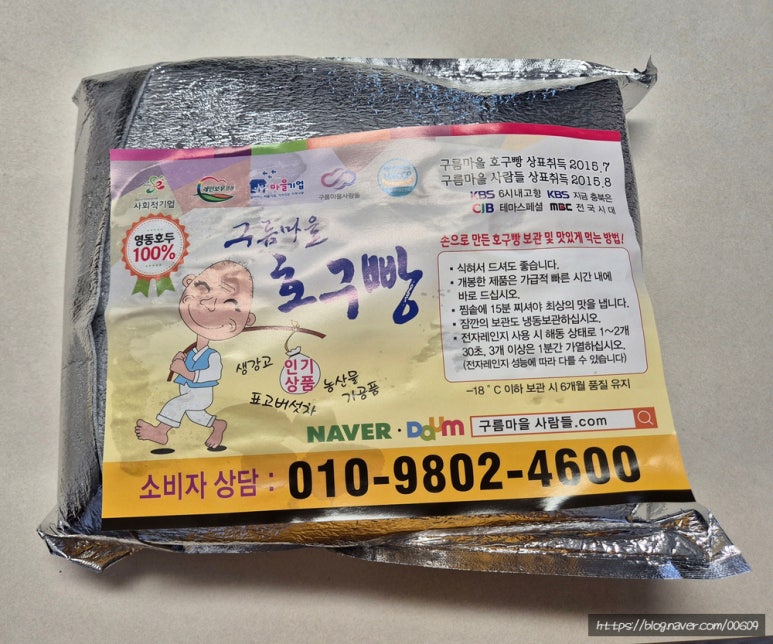 구름마을 호구빵 상표취득 2015.7
구름마을 사람들 상표취득 2015.8
KBS 6시내고향 KBS 지금 충북은
CJB 테마스페셜 MBC 전국시대
사회적기업
마을기업
구름마을사람들
영동호두
100%
구름마을
호구빵
생강고
인기
상품
농산물
가공품
표고버섯차
손으로 만든 호구빵 보관 및 맛있게 먹는 방법!
• 식혀서 드셔도 좋습니다.
• 개봉한 제품은 가급적 빠른 시간 내에
바로 드십시오.
• 찜솥에 15분 찌셔야 최상의 맛을 냅니다.
• 잠깐의 보관도 냉동보관하십시오.
• 전자레인지 사용 시 해동 상태로 1~2개
30초, 3개 이상은 1분간 가열하십시오.
(전자레인지 성능에 따라 다를 수 있습니다)
-18˚C 이하 보관 시 6개월 품질 유지
NAVER · Daum 구름마을 사람들.com
소비자 상담 : 010-9802-4600
https://blog.naver.com/00609